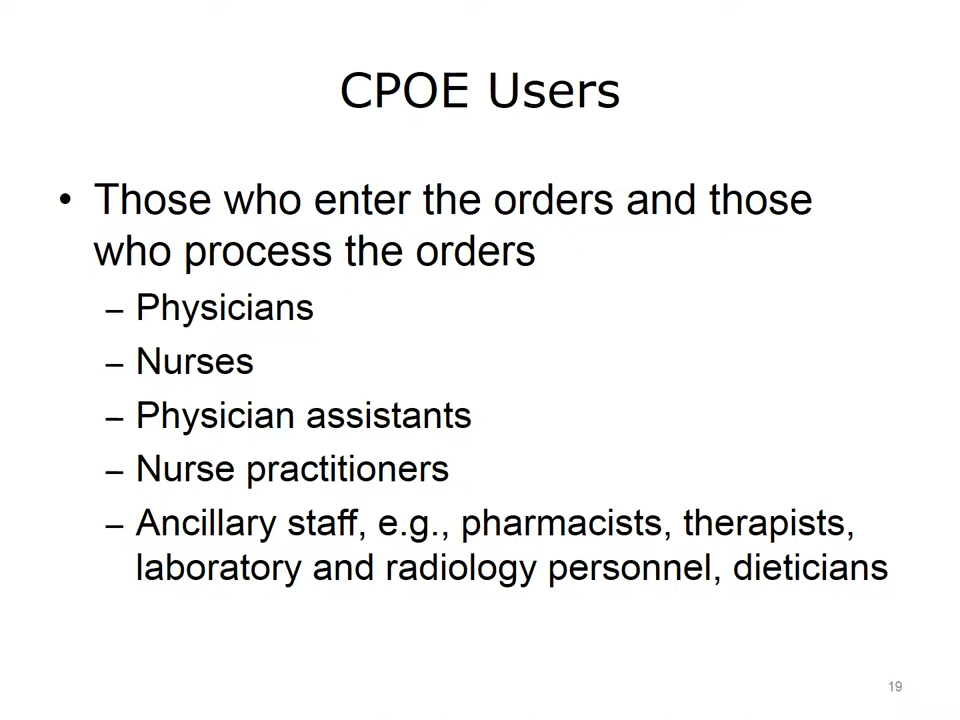 CPOE Users
• Those who enter the orders and those
who process the orders
– Physicians
– Nurses
– Physician assistants
– Nurse practitioners
– Ancillary staff, e.g., pharmacists, therapists,
laboratory and radiology personnel, dieticians
19